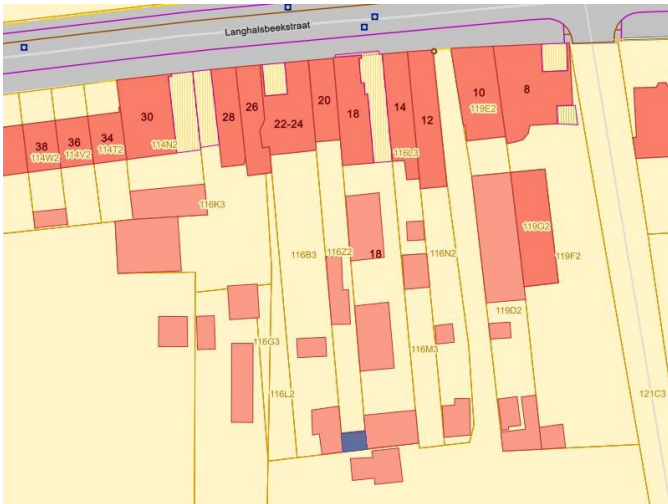 Langhalsbeekstraat
10
8
30
14
20
26
28
18
12
22-24
34
36
38
119E2
114N2
114T2
114V2
114W2
116L3
116K3
119G2
116B3
116Z2
18
116N2
119F2
119D2
116G3
116M3
116L2
121C3